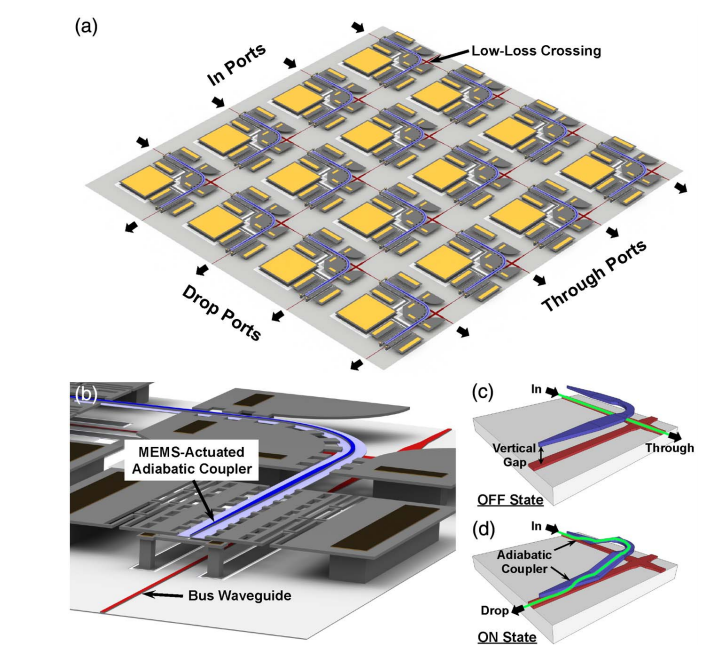 (a)
In Ports
Low-Loss Crossing
Drop Ports
Through Ports
(b)
MEMS-Actuated
Adiabatic Coupler
Bus Waveguide
(c)
In
Vertical
Gap
Through
OFF State
(d)
In
Adiabatic
Coupler
Drop
ON State